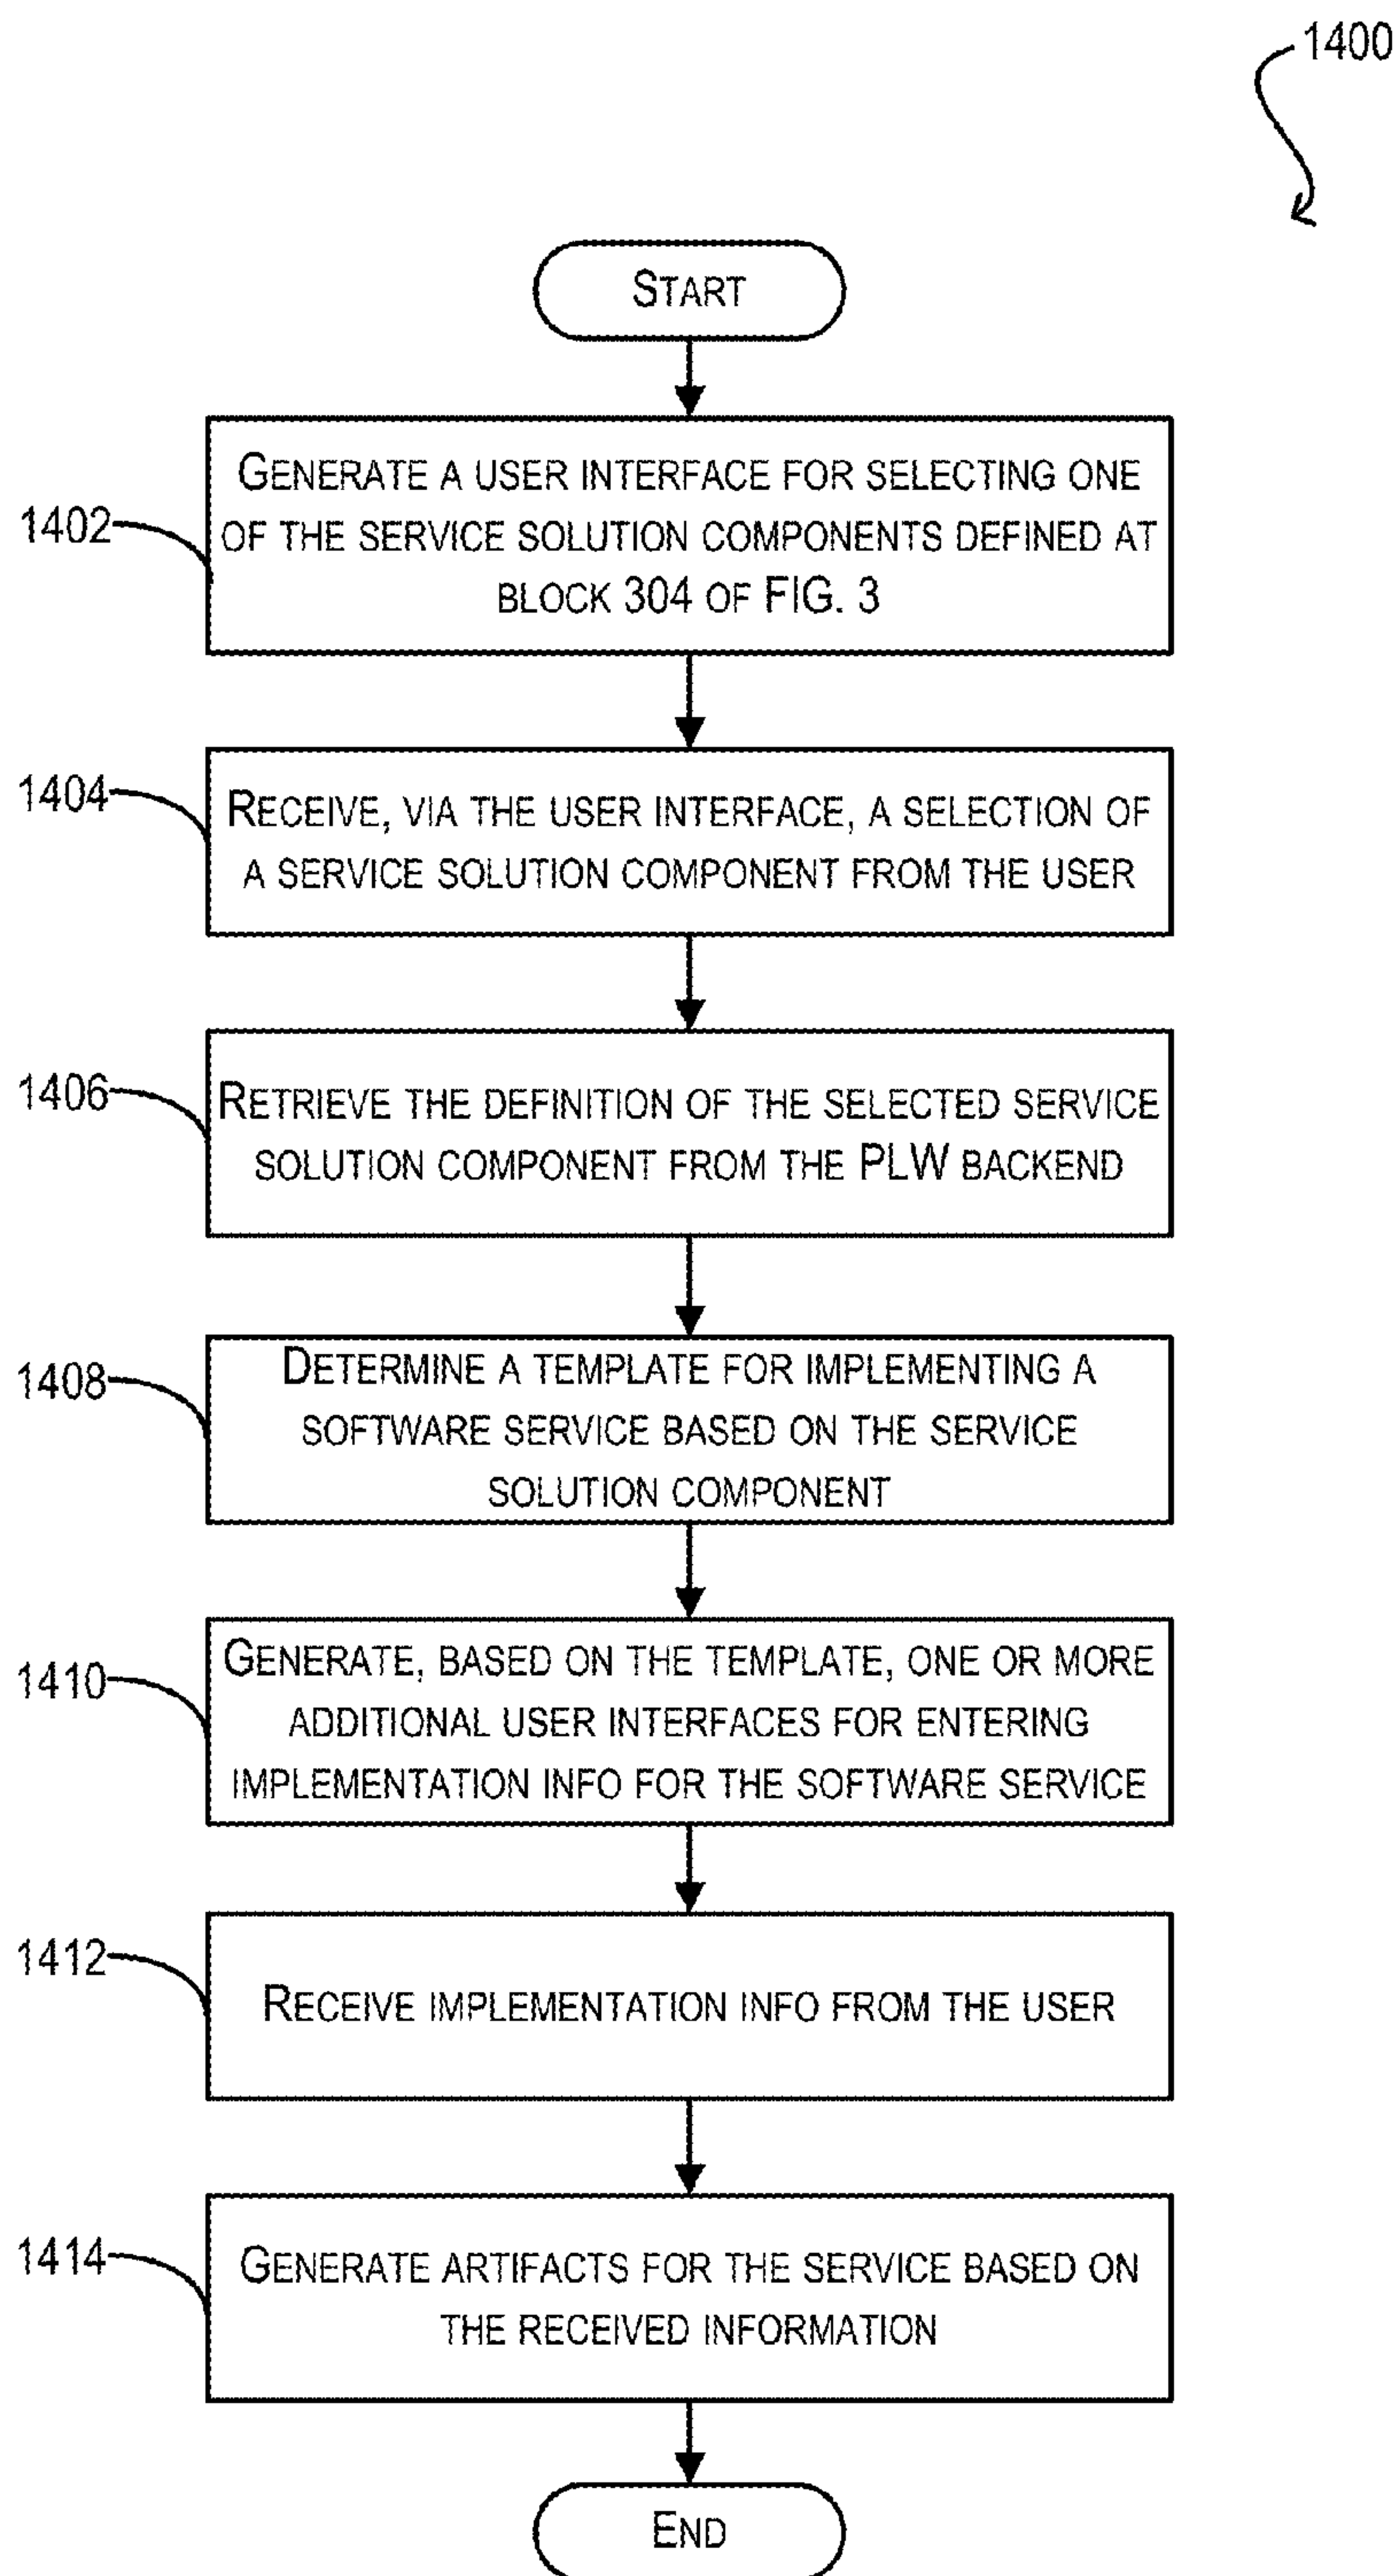 1400
START
1402
GENERATE A USER INTERFACE FOR SELECTING ONE
OF THE SERVICE SOLUTION COMPONENTS DEFINED AT
BLOCK 304 OF FIG. 3
1404
RECEIVE, VIA THE USER INTERFACE, A SELECTION OF
A SERVICE SOLUTION COMPONENT FROM THE USER
1406
RETRIEVE THE DEFINITION OF THE SELECTED SERVICE
SOLUTION COMPONENT FROM THE PLW BACKEND
1408
DETERMINE A TEMPLATE FOR IMPLEMENTING A
SOFTWARE SERVICE BASED ON THE SERVICE
SOLUTION COMPONENT
1410
GENERATE, BASED ON THE TEMPLATE, ONE OR MORE
ADDITIONAL USER INTERFACES FOR ENTERING
IMPLEMENTATION INFO FOR THE SOFTWARE SERVICE
1412
RECEIVE IMPLEMENTATION INFO FROM THE USER
1414
GENERATE ARTIFACTS FOR THE SERVICE BASED ON
THE RECEIVED INFORMATION
END